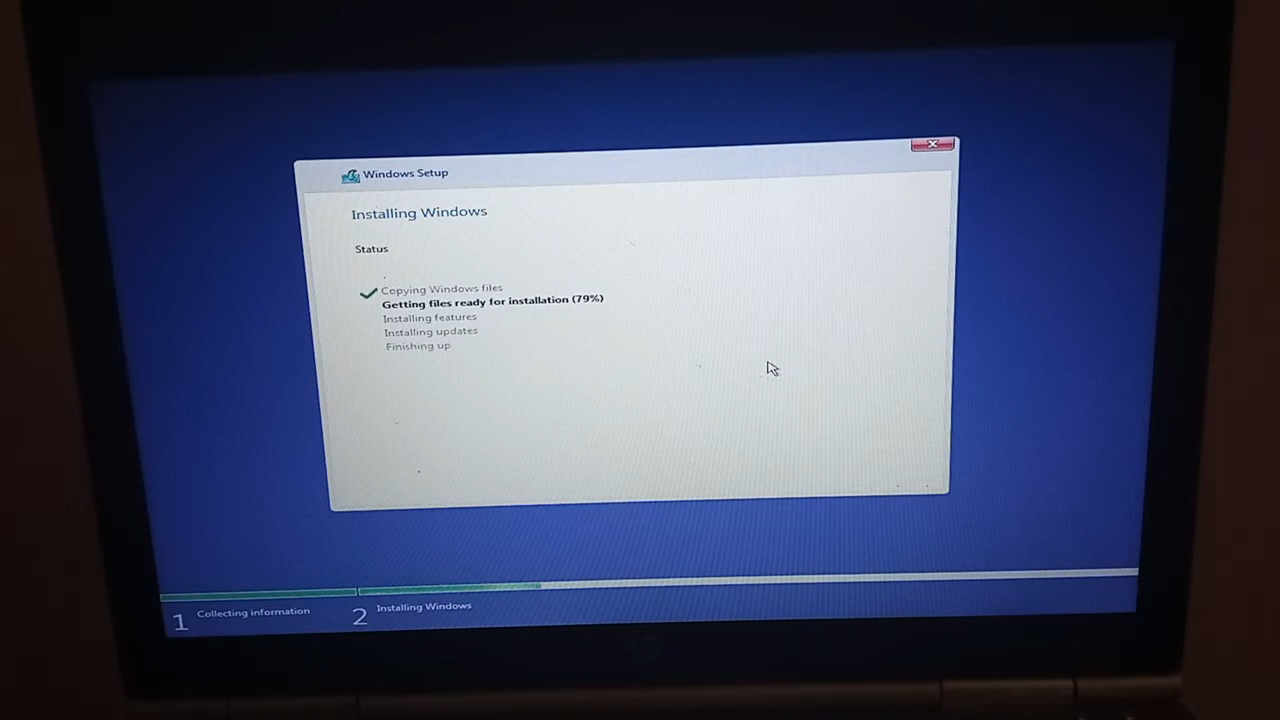 Windows Setup
Installing Windows
Status
Copying Windows files
Getting files ready for installation (79%)
Installing features
Installing updates
Finishing up
1 Collecting information
2 Installing Windows